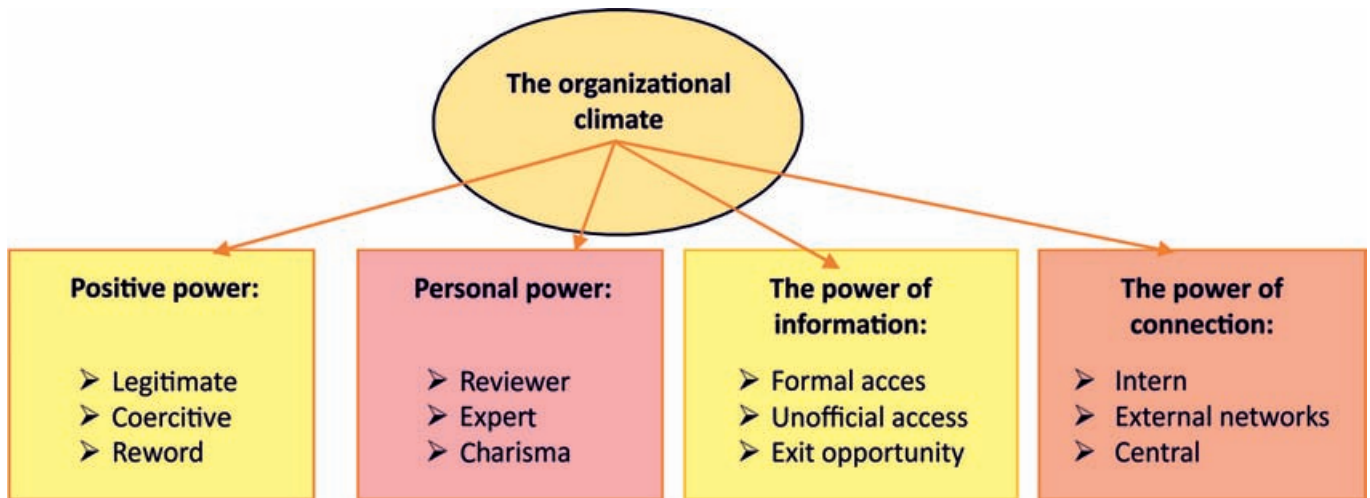 The organizational
climate
Positive power:
➢ Legitimate
➢ Coercitive
➢ Reword
Personal power:
➢ Reviewer
➢ Expert
➢ Charisma
The power of
information:
➢ Formal acces
➢ Unofficial access
➢ Exit opportunity
The power of
connection:
➢ Intern
➢ External networks
➢ Central